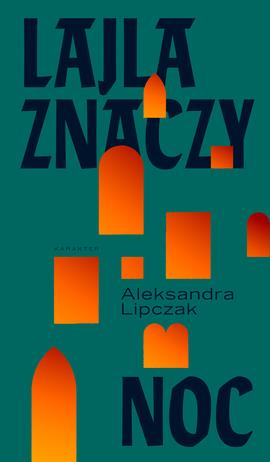 LAJLA
ZNACZY
KARAKTER
Aleksandra
Lipczak
NOC